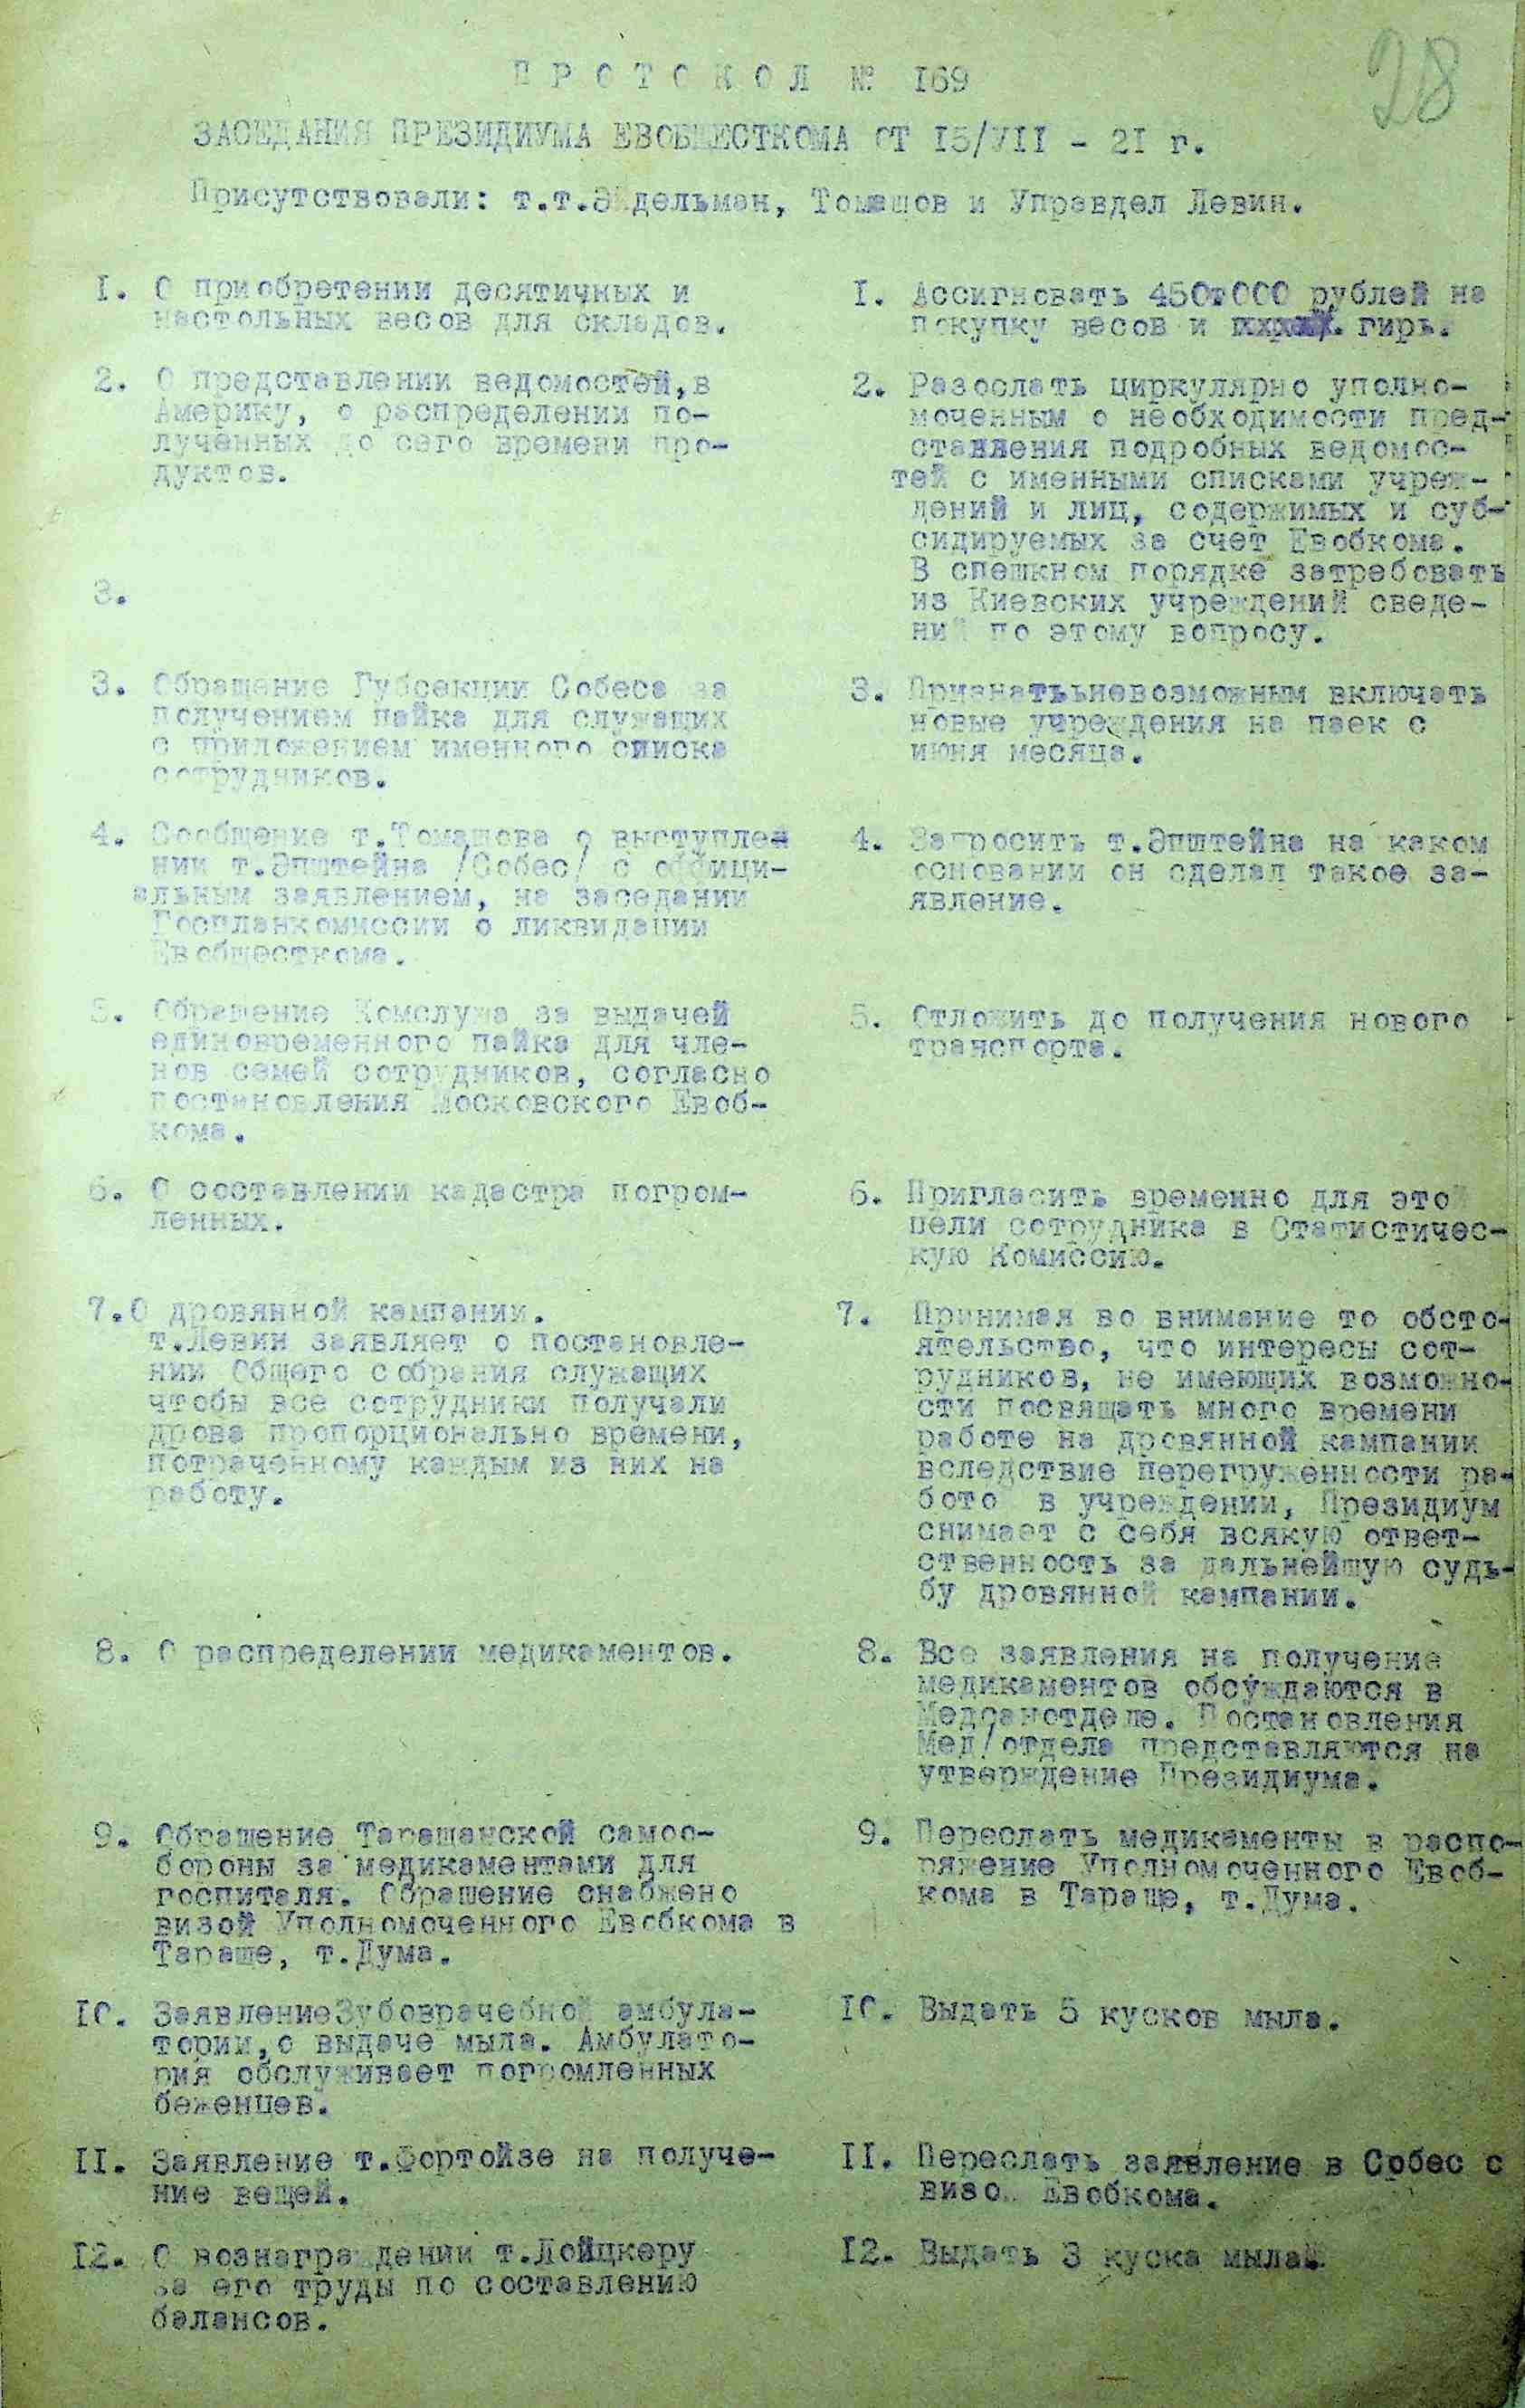 28
ПРОТОКОЛ № 169
ЗАСЕДАНИЯ ПРЕЗИДИУМА ЕВОБЩЕСТКОМА ОТ 15/VII - 21 г.
Присутствовали: т.т.Эйдельман, Томашов и Управдел Левин.
1. О приобретении десятичных и
настольных весов для складов.
1. Ассигновать 450т000 рублей на
покупку весов и гирь.
2. О представлении ведомостей,в
Америку, о распределении по-
лученных до сего времени про-
дуктов.
2. Разослать циркулярно уполно-
моченным о необходимости пред-
ставления подробных ведомос-
тей с именными списками учреж-
дений и лиц, содержимых и суб-
сидируемых за счет Евобкома.
В спешкном порядке затребовать
из Киевских учреждений сведе-
ний по этому вопросу.
3.
3. Обращение Губсекции Собеса за
получением пайка для служащих
с приложением именного списка
сотрудников.
3. Признатьъневозможным включать
новые учреждения на паек с
июня месяца.
4. Сообщение т.Томашова о выступлен
нии т.Эпштейна /Собес/ с официи-
альным заявлением, на заседании
Госпланкомиссии о ликвидации
Евобщесткома.
4. Запросить т.Эпштейна на каком
основании он сделал такое за-
явление.
5. Обращение Комслужа за выдачей
единовременного пайка для чле-
нов семей сотрудников, согласно
постановления Московского Евоб-
кома.
5. Отложить до получения нового
транспорта.
6. О составлении кадастра погром-
ленных.
6. Пригласить временно для этой
цели сотрудника в Статистичес-
кую Комиссию.
7.О дровянной кампании.
т.Левин заявляет о постановле-
нии Общего собрания служащих
чтобы все сотрудники получали
дрова пропорционально времени,
потраченному каждым из них на
работу.
7. Принимая во внимание то обсто-
ятельство, что интересы сот-
рудников, не имеющих возможно-
сти посвящать много времени
работе на дровянной кампании
вследствие перегруженности ра-
бото в учреждении, Президиум
снимает с себя всякую ответ-
ственность за дальнейшую судь-
бу дровянной кампании.
8. О распределении медикаментов.
8. Все заявления на получение
медикаментов обсуждаются в
Медсанотделе. Постановления
Мед/отдела представляются на
утверждение Президиума.
9. Обращение Таращанской самоо-
бороны за медикаментами для
госпиталя. Обращение снабжено
визой Уполномоченного Евобкома в
Тараще, т.Дума.
9. Переслать медикаменты в распо-
ряжение Уполномоченного Евоб-
кома в Тараще, т.Дума.
10. ЗаявлениеЗубоврачебной амбула-
тории,о выдаче мыла. Амбулато-
рия обслуживает погромленных
беженцев.
10. Выдать 5 кусков мыла.
11. Заявление т.Фортойзе на получе-
ние вещей.
11. Переслать заявление в Собес с
визой Евобкома.
12. О вознаграждении т.Лойцкеру
за его труды по составлению
балансов.
12. Выдать 3 куска мыла.